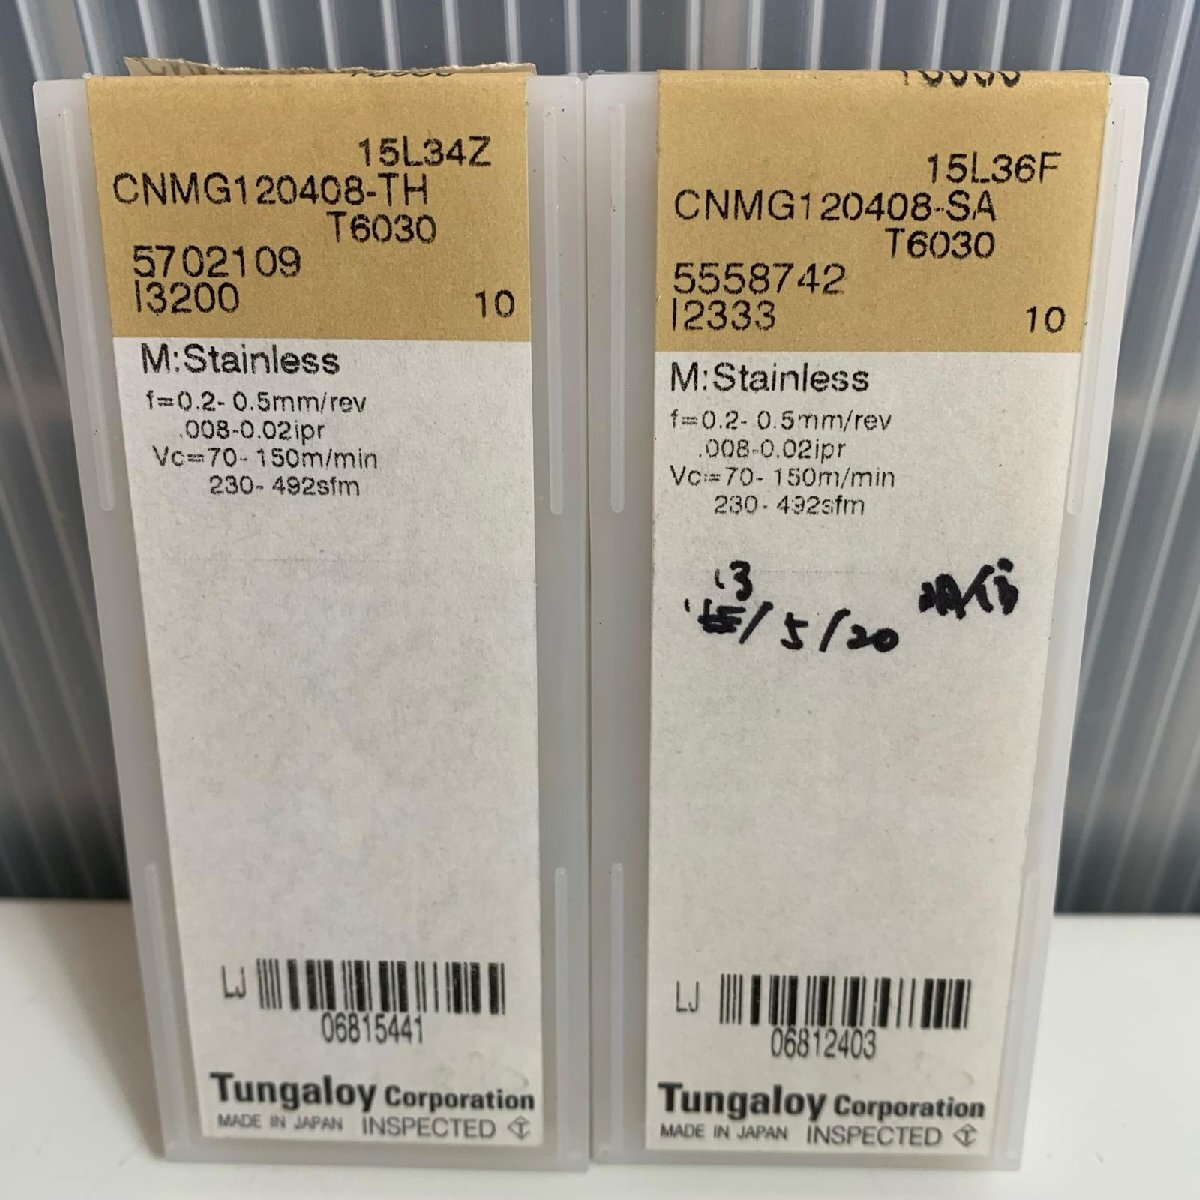 15L34Z
CNMG120408-TH
T6030
5702109
I3200
10
M:Stainless
f=0.2- 0.5mm/rev
.008-0.02ipr
Vc=70- 150m/min
230- 492sfm
LJ
06815441
Tungaloy Corporation
MADE IN JAPAN INSPECTED
T6030
15L36F
CNMG120408-SA
T6030
5558742
I2333
10
M:Stainless
f=0.2- 0.5mm/rev
.008-0.02ipr
Vc=70- 150m/min
230- 492sfm
'13
/5/20
LJ
06812403
Tungaloy Corporation
MADE IN JAPAN INSPECTED